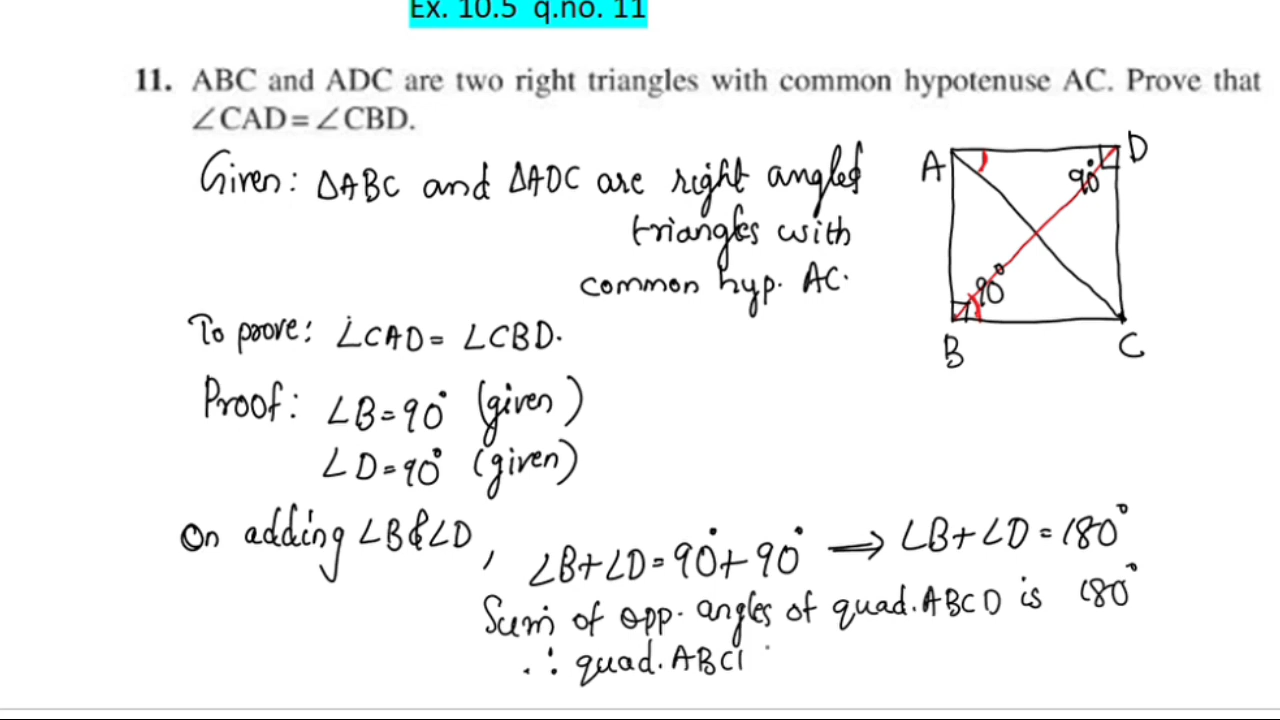 Ex. 10.5 q.no. 11
11. ABC and ADC are two right triangles with common hypotenuse AC. Prove that
∠CAD = ∠CBD.
Given: △ABC and △ADC are right angled
triangles with
common hyp. AC.
A
D
90°
90°
B
C
To prove: ∠CAD = ∠CBD.
Proof: ∠B = 90° (given)
∠D = 90° (given)
On adding ∠B & ∠D,
∠B + ∠D = 90° + 90° ⟹ ∠B + ∠D = 180°
Sum of opp. angles of quad. ABCD is 180°
∴ quad. ABC